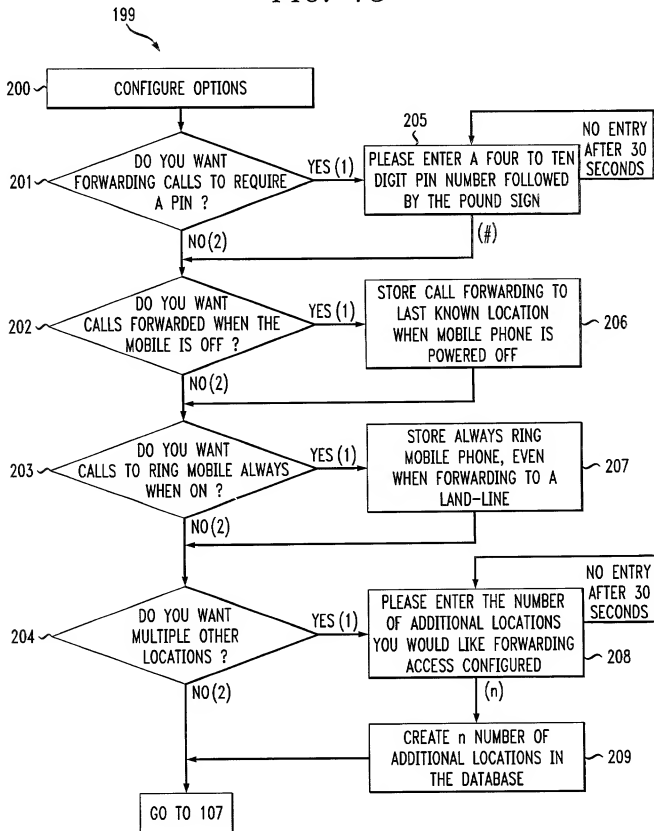 199
200
CONFIGURE OPTIONS
201
DO YOU WANT
FORWARDING CALLS TO REQUIRE
A PIN ?
YES (1)
NO (2)
205
PLEASE ENTER A FOUR TO TEN
DIGIT PIN NUMBER FOLLOWED
BY THE POUND SIGN
NO ENTRY
AFTER 30
SECONDS
(#)
202
DO YOU WANT
CALLS FORWARDED WHEN THE
MOBILE IS OFF ?
YES (1)
NO (2)
STORE CALL FORWARDING TO
LAST KNOWN LOCATION
WHEN MOBILE PHONE IS
POWERED OFF
206
203
DO YOU WANT
CALLS TO RING MOBILE ALWAYS
WHEN ON ?
YES (1)
NO (2)
STORE ALWAYS RING
MOBILE PHONE, EVEN
WHEN FORWARDING TO A
LAND-LINE
207
204
DO YOU WANT
MULTIPLE OTHER
LOCATIONS ?
YES (1)
NO (2)
PLEASE ENTER THE NUMBER
OF ADDITIONAL LOCATIONS
YOU WOULD LIKE FORWARDING
ACCESS CONFIGURED
NO ENTRY
AFTER 30
SECONDS
208
(n)
CREATE n NUMBER OF
ADDITIONAL LOCATIONS IN
THE DATABASE
209
GO TO 107